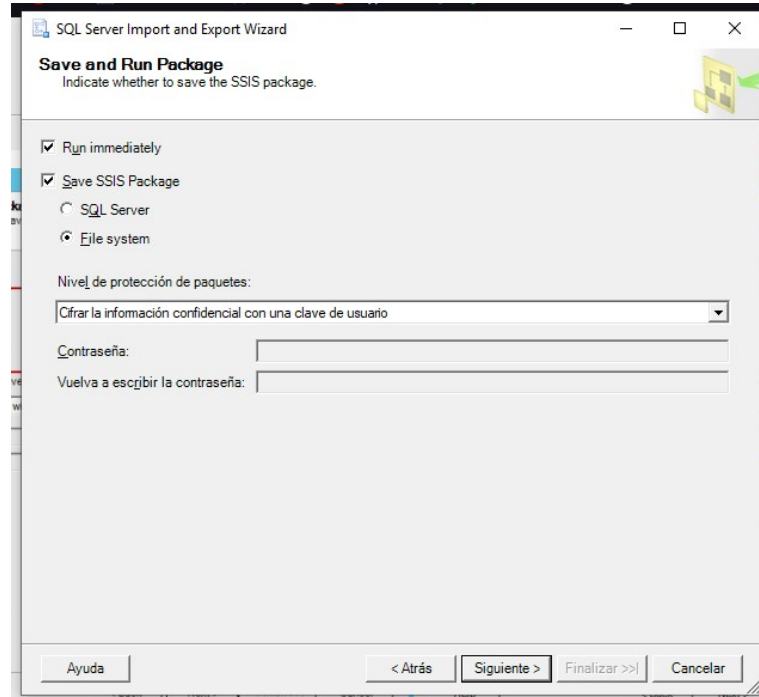 SQL Server Import and Export Wizard
Save and Run Package
Indicate whether to save the SSIS package.
Run immediately
Save SSIS Package
SQL Server
File system
Nivel de protección de paquetes:
Cifrar la información confidencial con una clave de usuario
Contraseña:
Vuelva a escribir la contraseña:
Ayuda
< Atrás
Siguiente >
Finalizar >>|
Cancelar